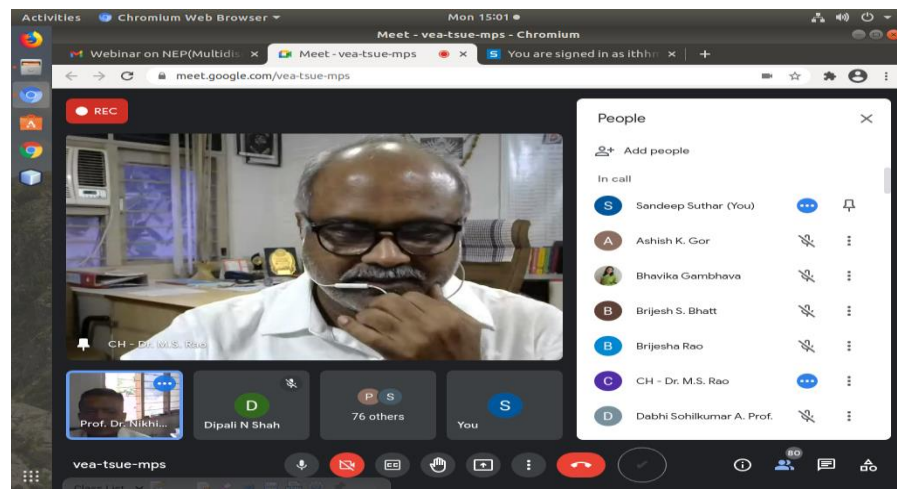 Activities Chromium Web Browser Mon 15:01
Meet - vea-tsue-mps - Chromium
Webinar on NEP(Multidis Meet - vea-tsue-mps You are signed in as ithhr
meet.google.com/vea-tsue-mps
REC
People
Add people
In call
S Sandeep Suthar (You)
A Ashish K. Gor
Bhavika Gambhava
B Brijesh S. Bhatt
B Brijesha Rao
C CH - Dr. M.S. Rao
D Dabhi Sohilkumar A. Prof.
CH - Dr. M.S. Rao
Prof. Dr. Nikhi...
D
Dipali N Shah
P S
76 others
S
You
vea-tsue-mps
CC
80